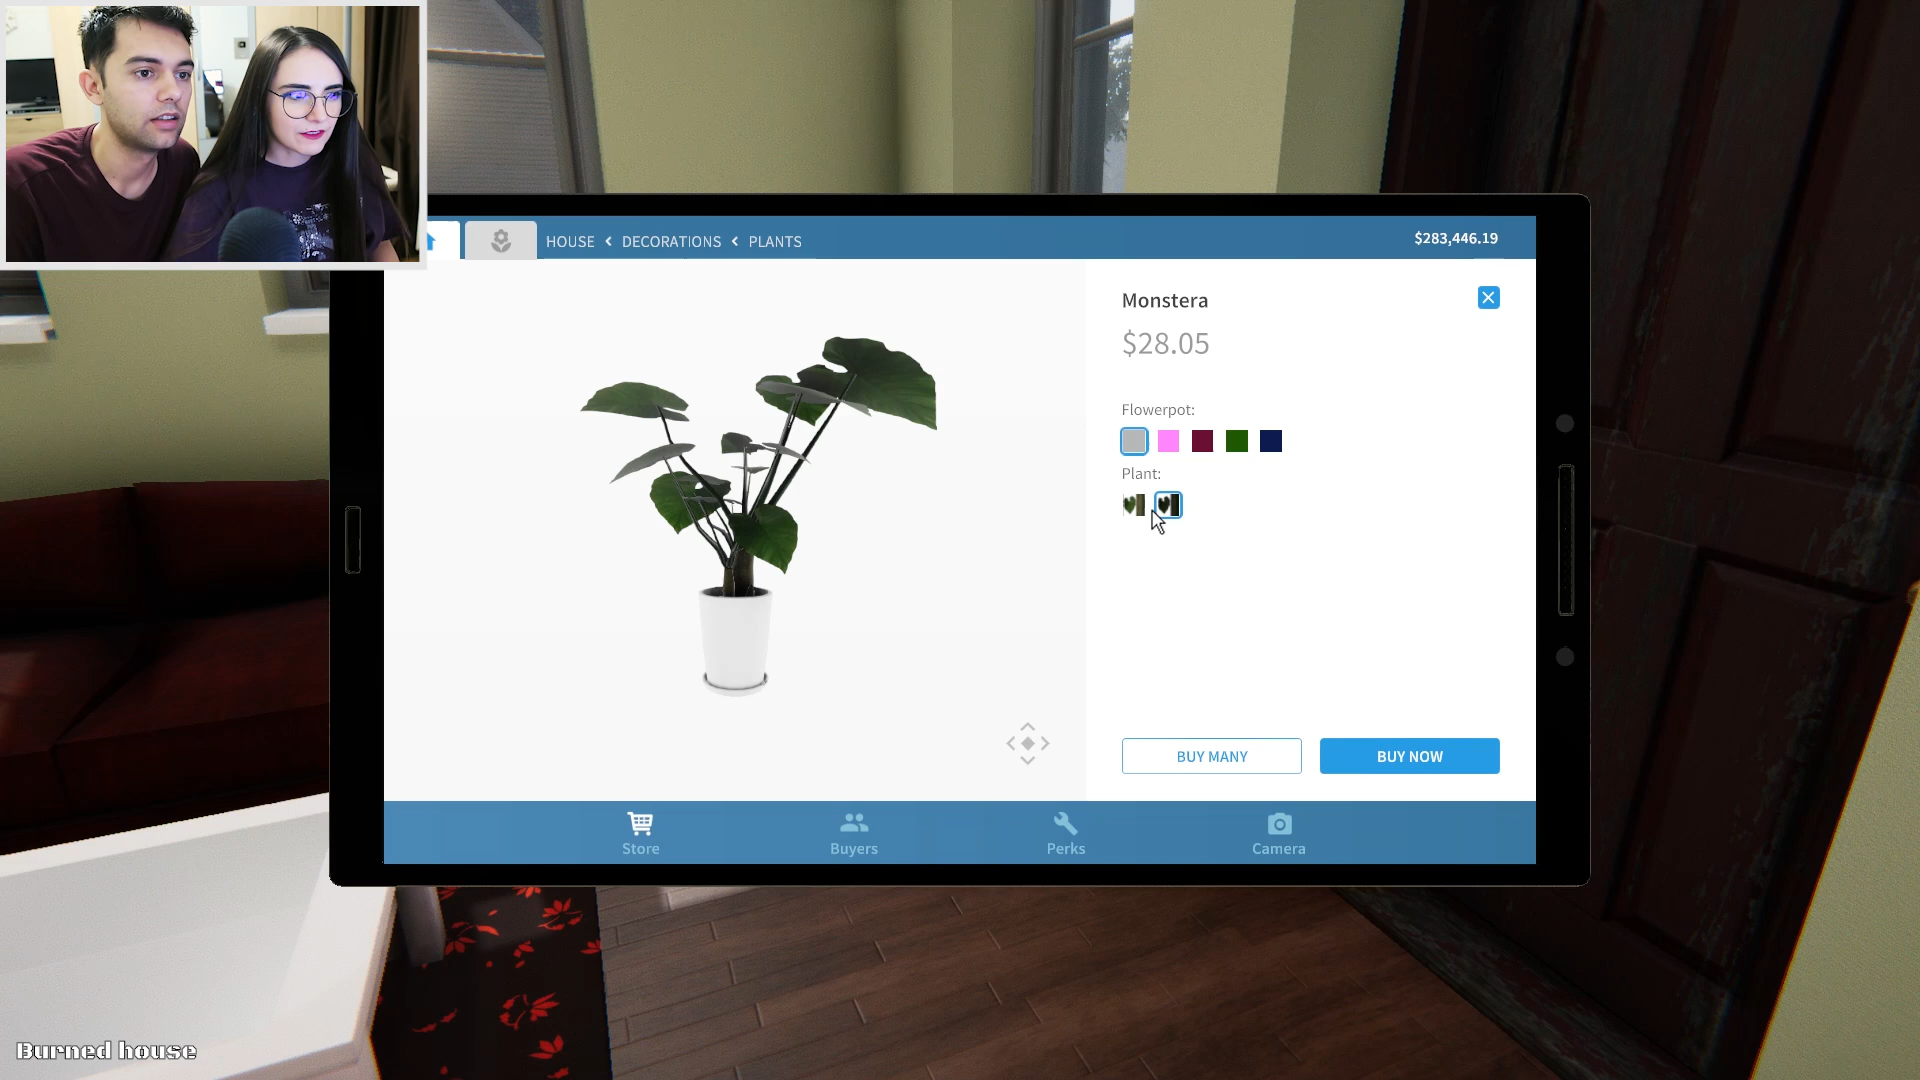 HOUSE < DECORATIONS < PLANTS
$283,446.19
Monstera
$28.05
Flowerpot:
Plant:
BUY MANY
BUY NOW
Store
Buyers
Perks
Camera
Burned house